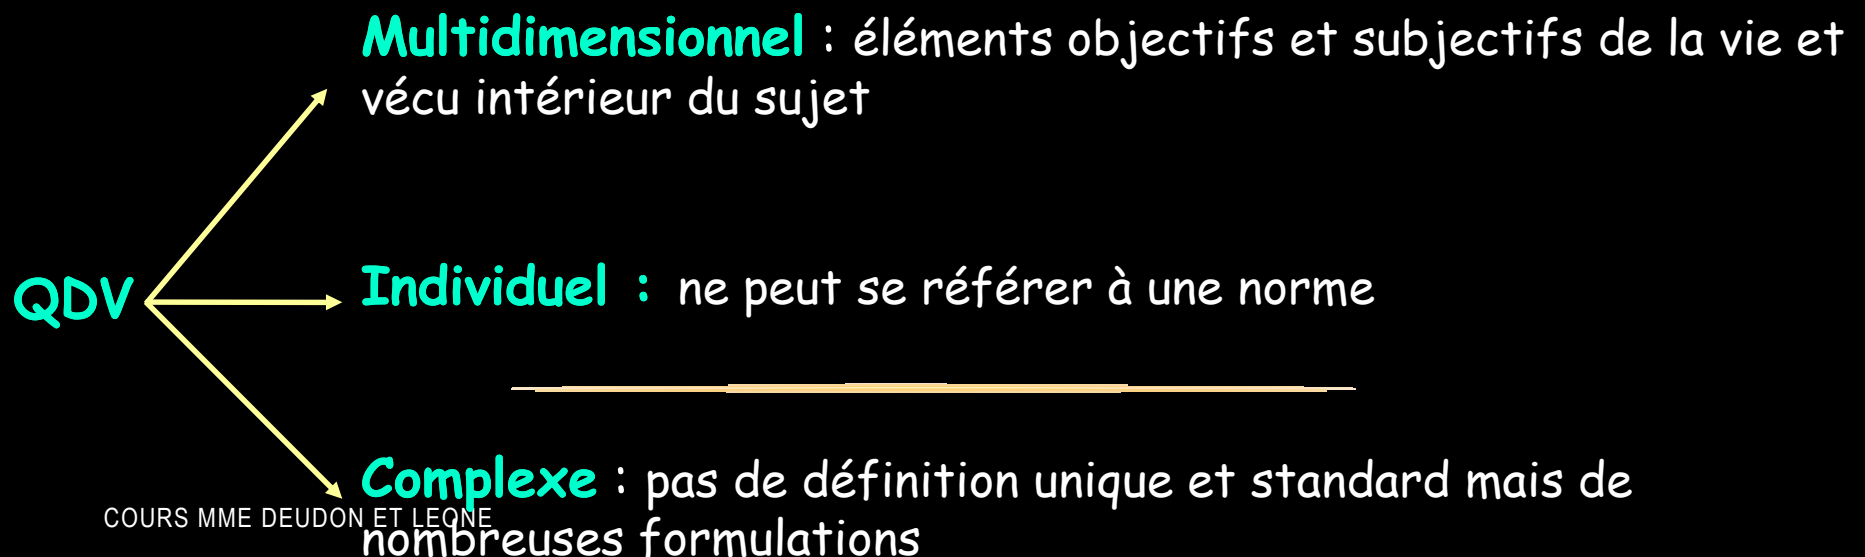 Multidimensionnel : éléments objectifs et subjectifs de la vie et
vécu intérieur du sujet
QDV
Individuel : ne peut se référer à une norme
Complexe : pas de définition unique et standard mais de
nombreuses formulations
COURS MME DEUDON ET LEONE